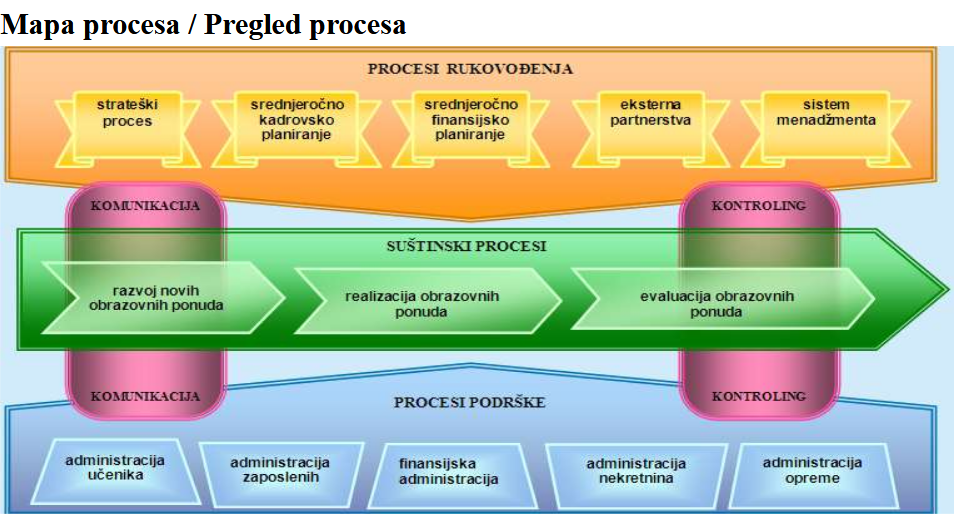 Mapa procesa / Pregled procesa
PROCESI RUKOVOĐENJA
strateški
proces
srednjeročno
kadrovsko
planiranje
srednjeročno
finansijsko
planiranje
eksterna
partnerstva
sistem
menadžmenta
KOMUNIKACIJA
KONTROLING
SUŠTINSKI PROCESI
razvoj novih
obrazovnih ponuda
realizacija obrazovnih
ponuda
evaluacija obrazovnih
ponuda
KOMUNIKACIJA
KONTROLING
PROCESI PODRŠKE
administracija
učenika
administracija
zaposlenih
finansijska
administracija
administracija
nekretnina
administracija
opreme